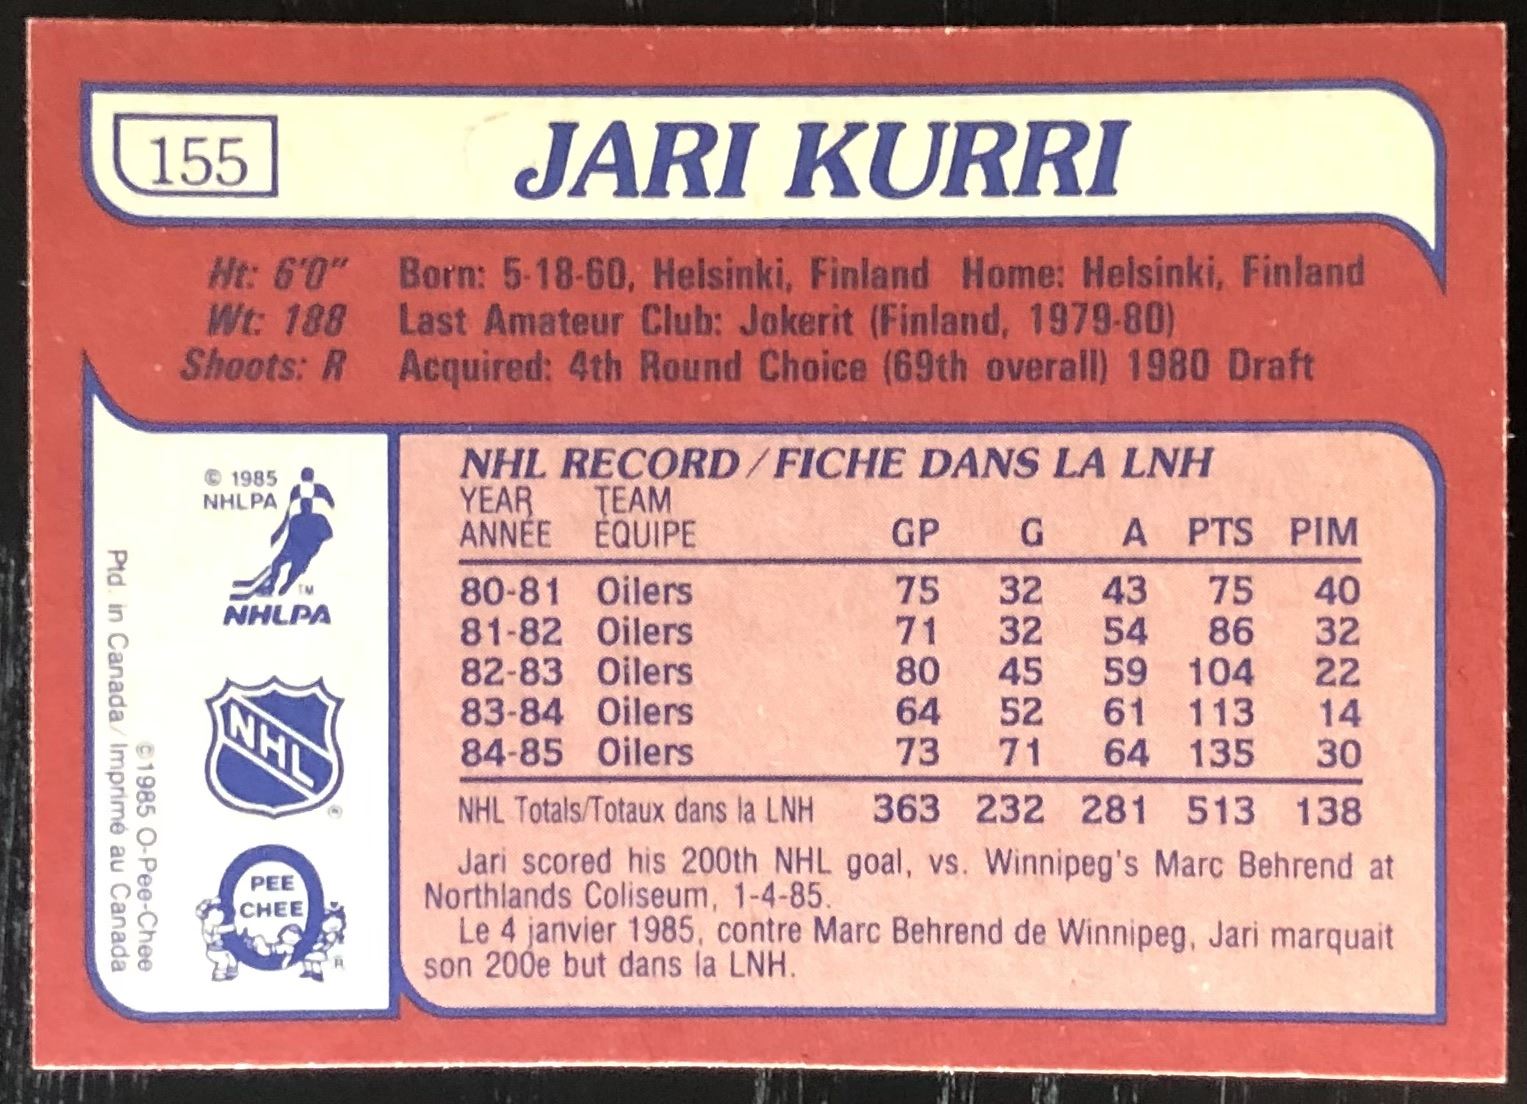 155
JARI KURRI
Ht: 6'0" Born: 5-18-60, Helsinki, Finland Home: Helsinki, Finland
Wt: 188 Last Amateur Club: Jokerit (Finland, 1979-80)
Shoots: R Acquired: 4th Round Choice (69th overall) 1980 Draft
© 1985
NHLPA
TM
NHLPA
NHL
®
PEE
CHEE
R
Ptd. in Canada/Imprimé au Canada
© 1985 O-Pee-Chee
NHL RECORD/FICHE DANS LA LNH
YEAR TEAM
ANNÉE ÉQUIPE GP G A PTS PIM
80-81 Oilers 75 32 43 75 40
81-82 Oilers 71 32 54 86 32
82-83 Oilers 80 45 59 104 22
83-84 Oilers 64 52 61 113 14
84-85 Oilers 73 71 64 135 30
NHL Totals/Totaux dans la LNH 363 232 281 513 138
Jari scored his 200th NHL goal, vs. Winnipeg's Marc Behrend at
Northlands Coliseum, 1-4-85.
Le 4 janvier 1985, contre Marc Behrend de Winnipeg, Jari marquait
son 200e but dans la LNH.